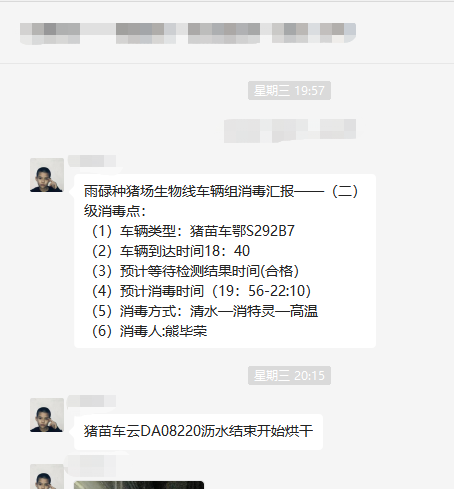 星期三 19:57
雨碌种猪场生物线车辆组消毒汇报——（二）
级消毒点：
（1）车辆类型：猪苗车鄂S292B7
（2）车辆到达时间18：40
（3）预计等待检测结果时间(合格）
（4）预计消毒时间（19：56-22:10）
（5）消毒方式：清水—消特灵—高温
（6）消毒人:熊毕荣
星期三 20:15
猪苗车云DA08220沥水结束开始烘干